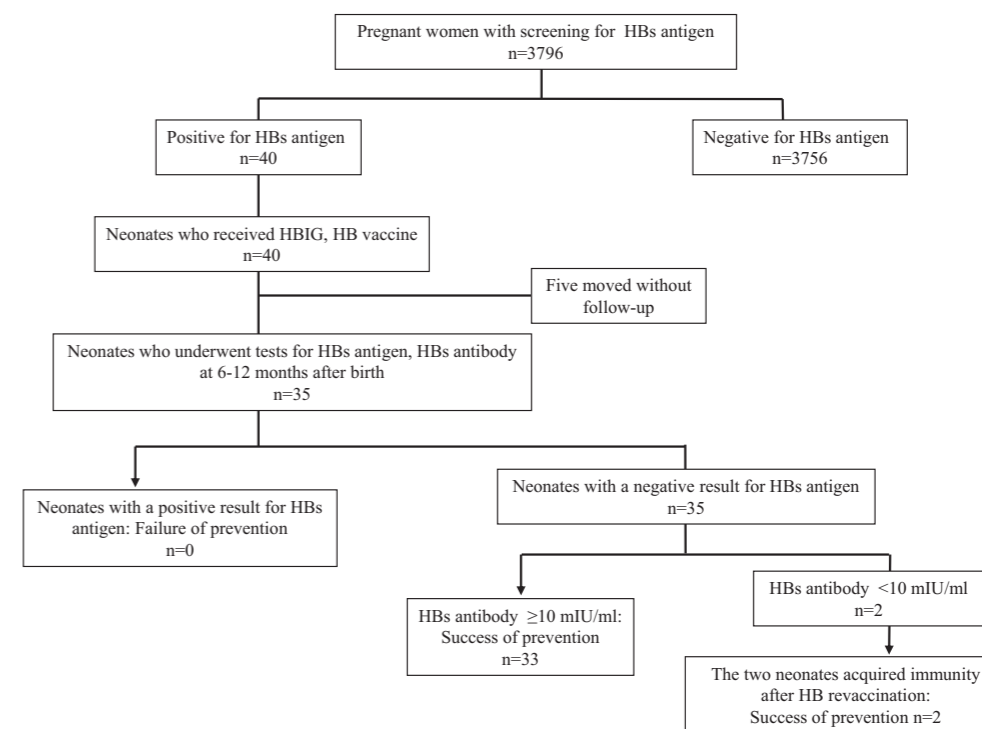 Pregnant women with screening for HBs antigen
n=3796
Positive for HBs antigen
n=40
Negative for HBs antigen
n=3756
Neonates who received HBIG, HB vaccine
n=40
Five moved without
follow-up
Neonates who underwent tests for HBs antigen, HBs antibody
at 6-12 months after birth
n=35
Neonates with a positive result for HBs
antigen: Failure of prevention
n=0
Neonates with a negative result for HBs antigen
n=35
HBs antibody ≥10 mIU/ml:
Success of prevention
n=33
HBs antibody <10 mIU/ml
n=2
The two neonates acquired immunity
after HB revaccination:
Success of prevention n=2